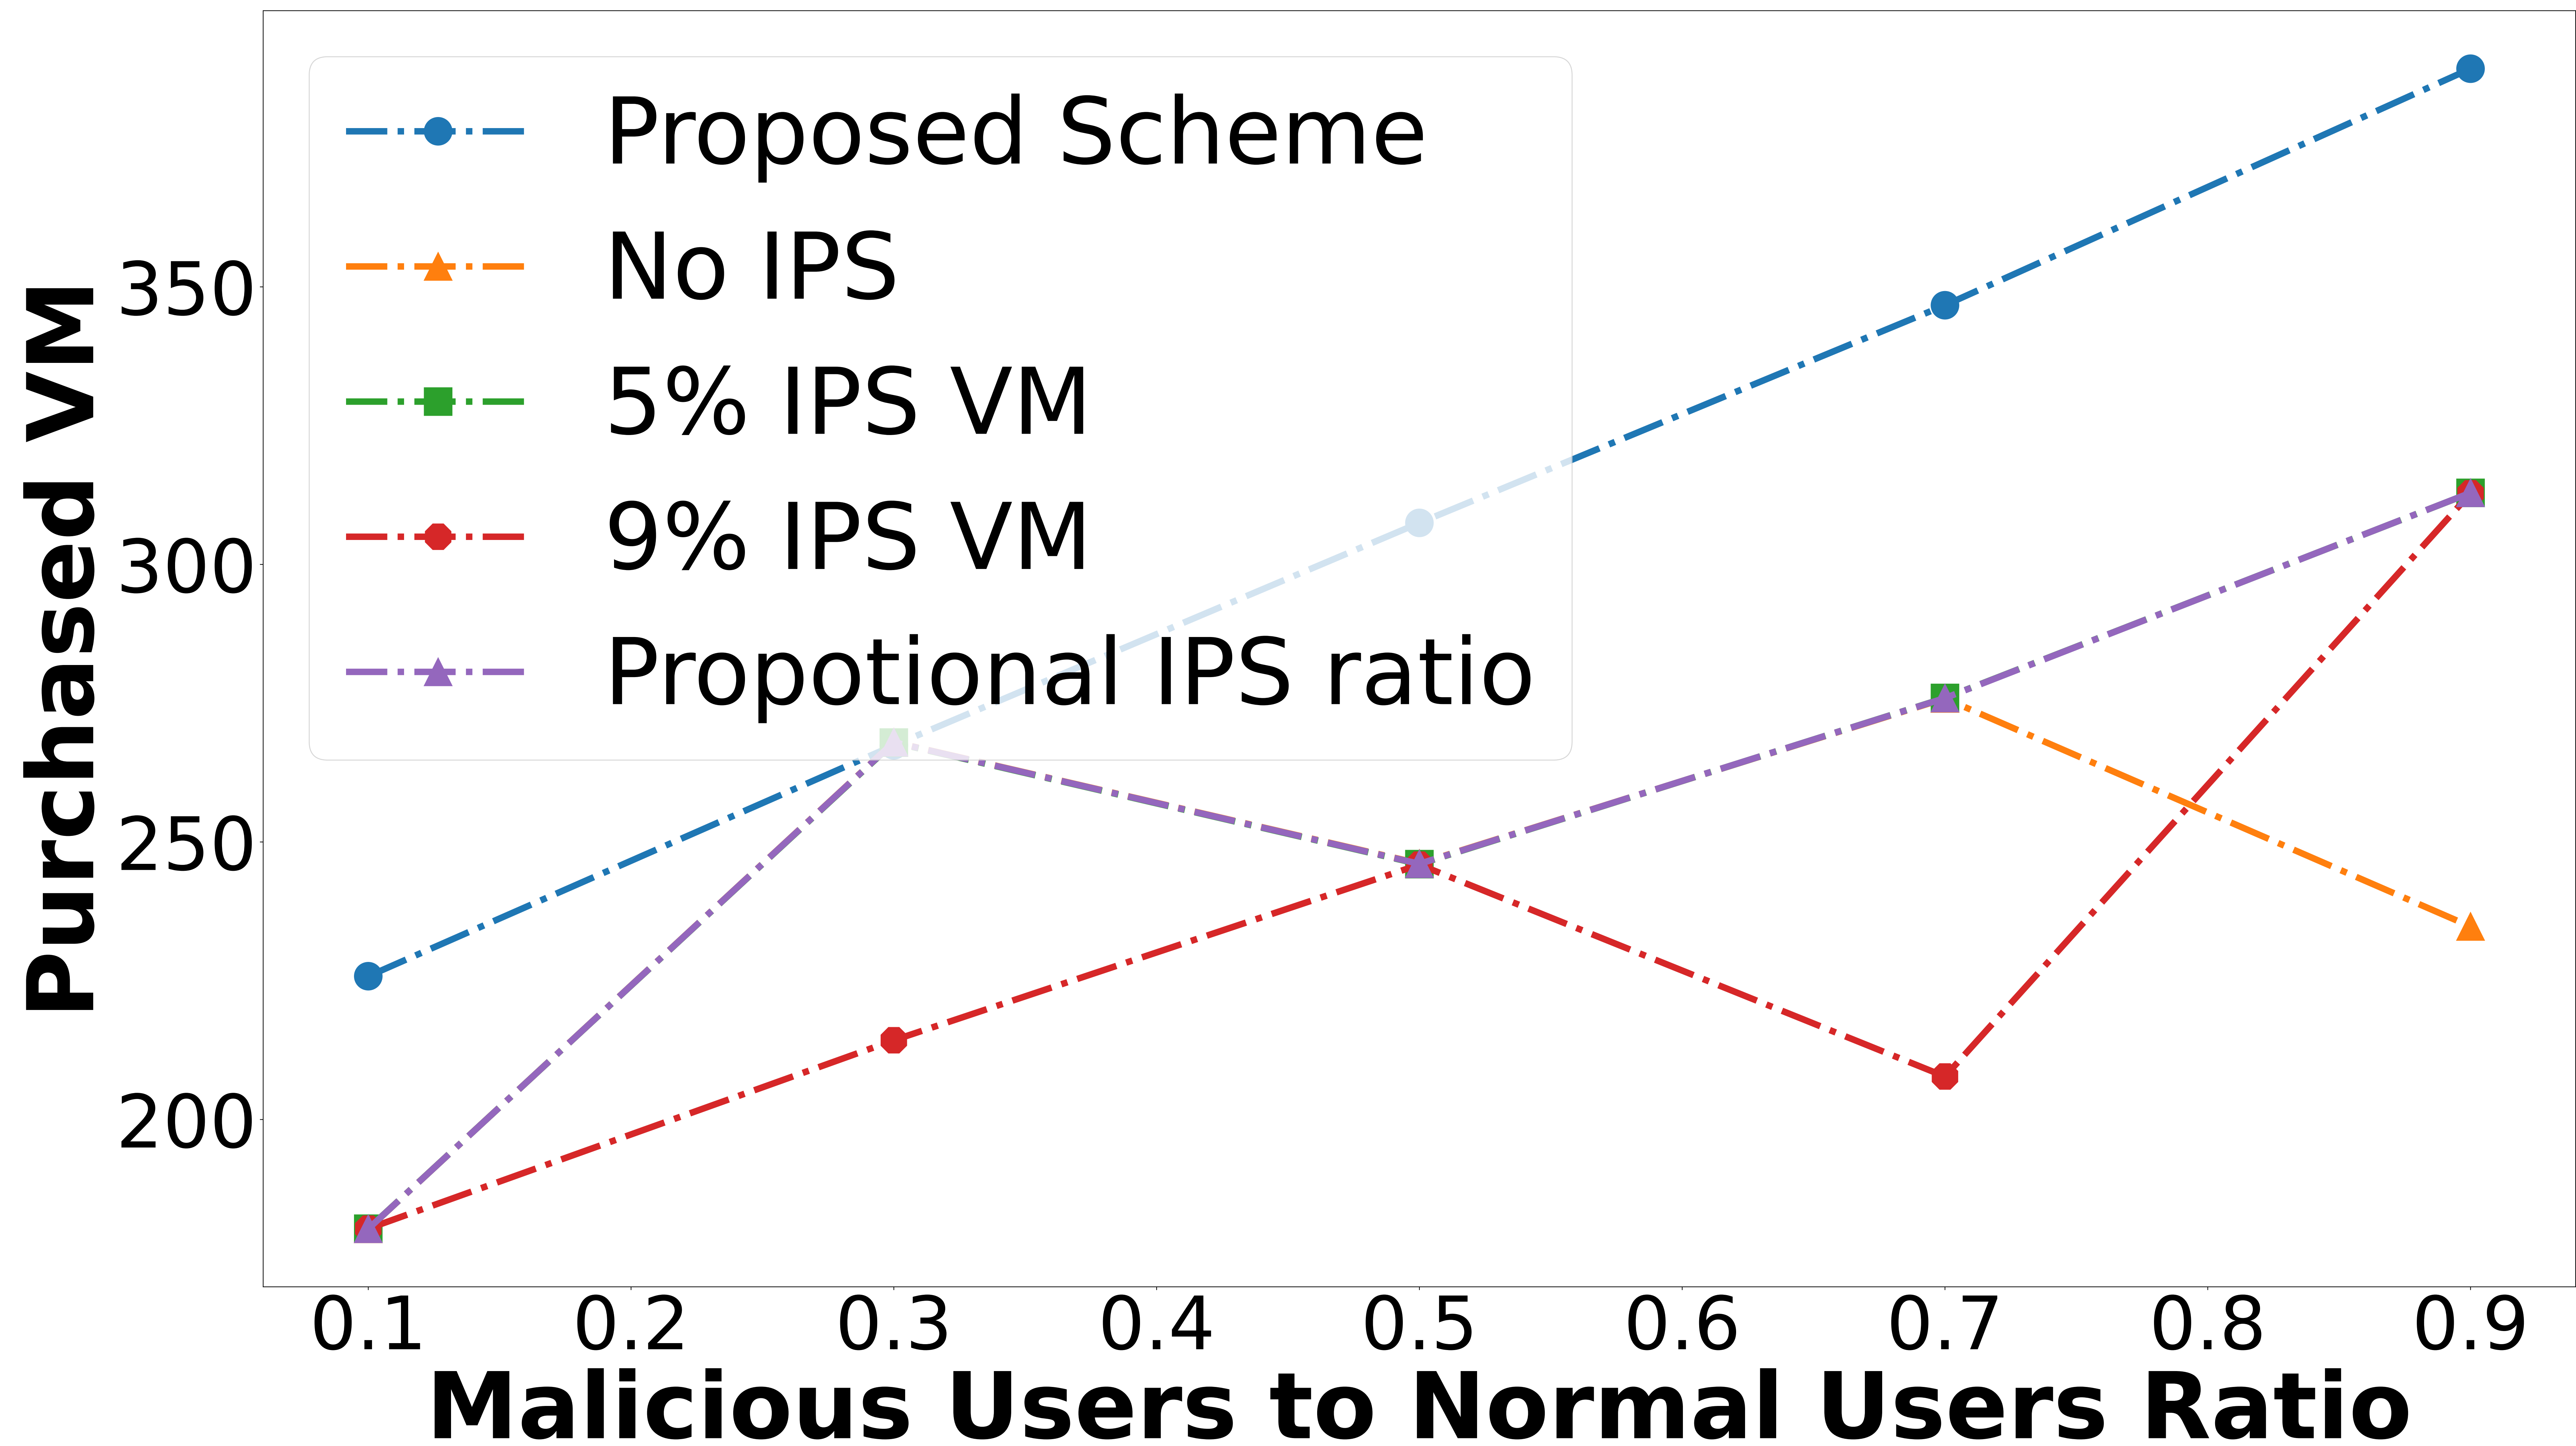 Proposed Scheme
No IPS
5% IPS VM
9% IPS VM
Propotional IPS ratio
Purchased VM
350
300
250
200
0.1 0.2 0.3 0.4 0.5 0.6 0.7 0.8 0.9
Malicious Users to Normal Users Ratio